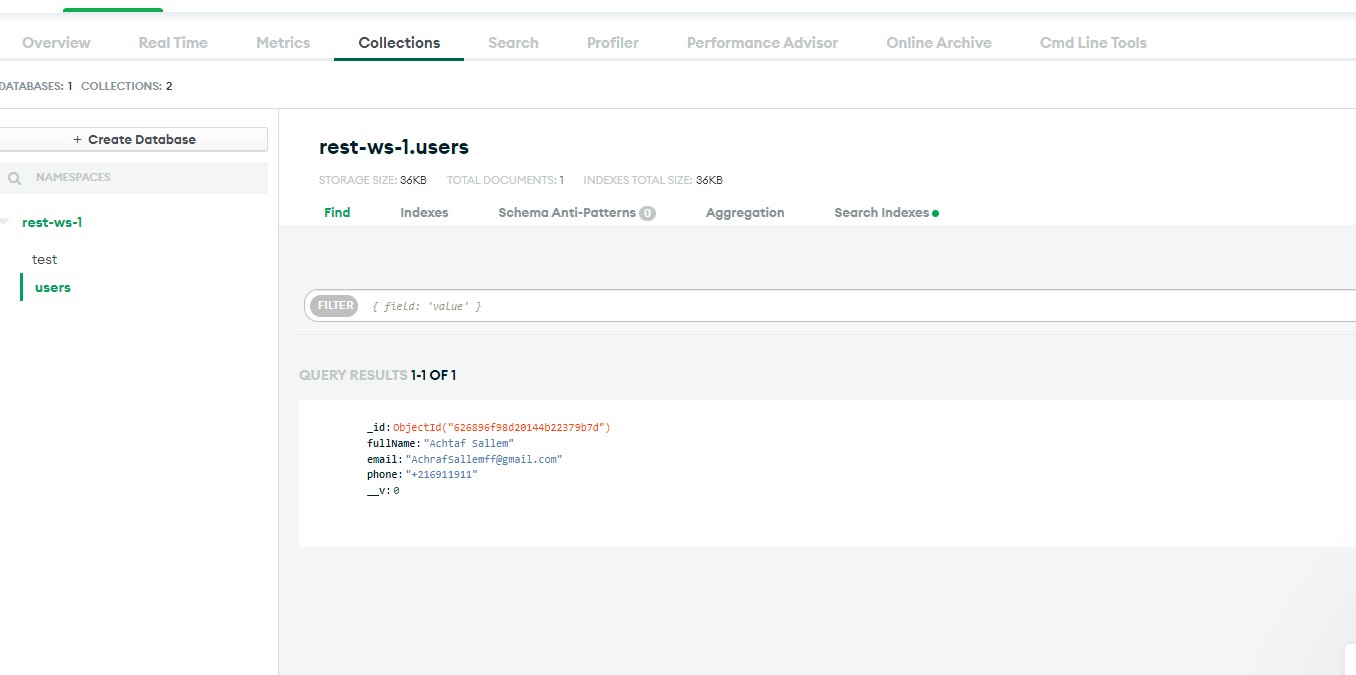 Overview Real Time Metrics Collections Search Profiler Performance Advisor Online Archive Cmd Line Tools
DATABASES: 1 COLLECTIONS: 2
+ Create Database
NAMESPACES
rest-ws-1
test
users
rest-ws-1.users
STORAGE SIZE: 36KB TOTAL DOCUMENTS: 1 INDEXES TOTAL SIZE: 36KB
Find Indexes Schema Anti-Patterns 0 Aggregation Search Indexes
FILTER { field: 'value' }
QUERY RESULTS 1-1 OF 1
_id: ObjectId("626896f98d20144b22379b7d")
fullName: "Achtaf Sallem"
email: "AchrafSallemff@gmail.com"
phone: "+216911911"
__v: 0